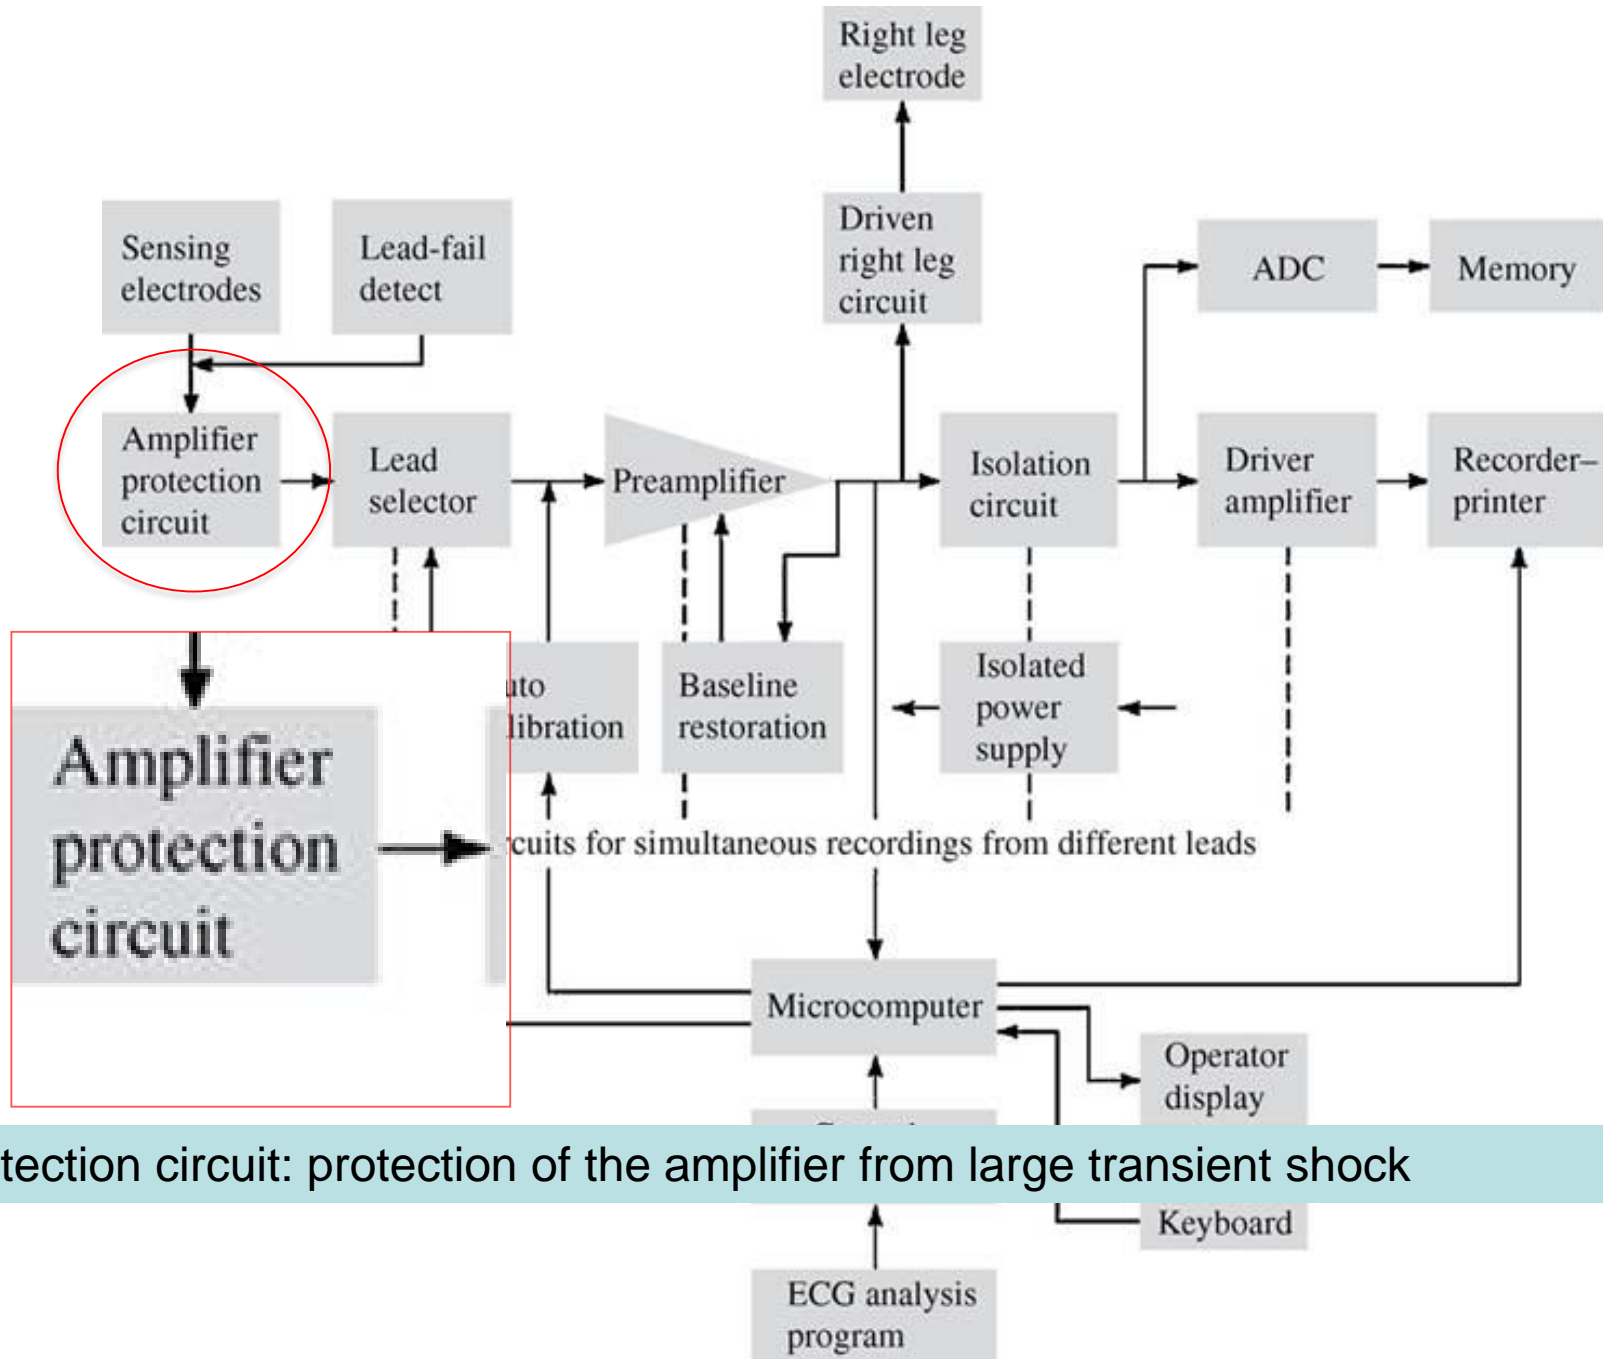 Right leg
electrode
Sensing
electrodes
Lead-fail
detect
Driven
right leg
circuit
ADC
Memory
Amplifier
protection
circuit
Lead
selector
Preamplifier
Isolation
circuit
Driver
amplifier
Recorder–
printer
uto
libration
Baseline
restoration
Isolated
power
supply
Amplifier
protection
circuit
rcuits for simultaneous recordings from different leads
Microcomputer
Operator
display
tection circuit: protection of the amplifier from large transient shock
Keyboard
ECG analysis
program